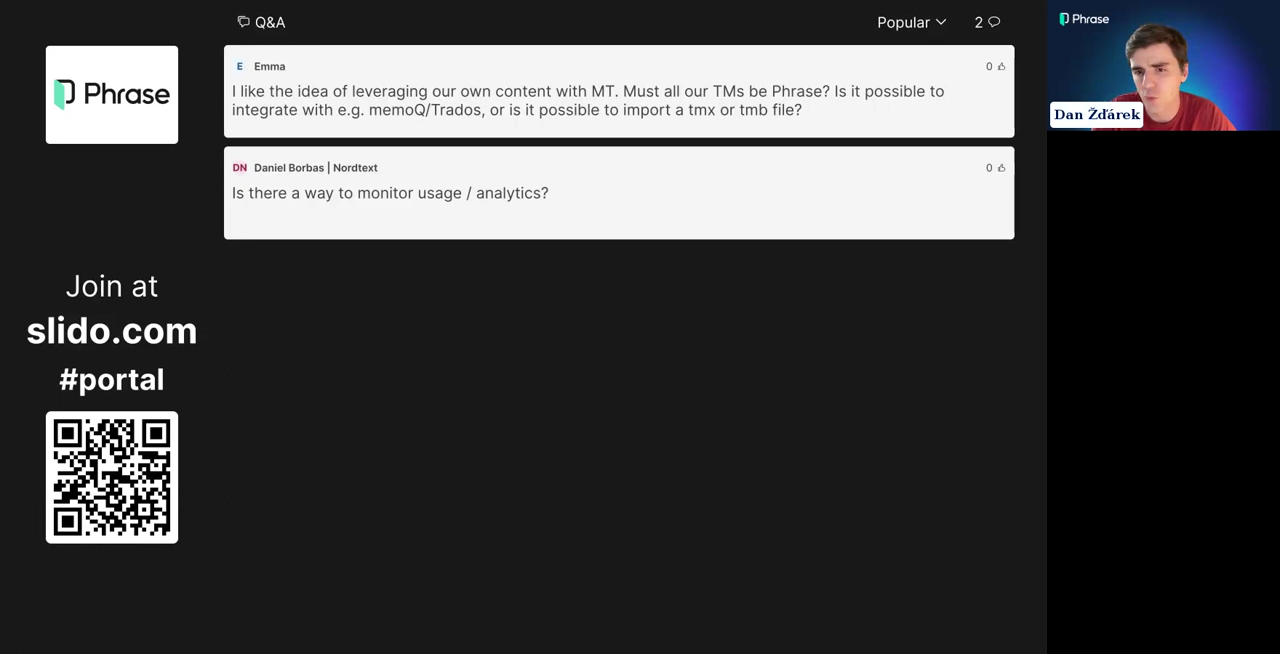 Q&A
Popular
2
Phrase
E Emma
0
I like the idea of leveraging our own content with MT. Must all our TMs be Phrase? Is it possible to
integrate with e.g. memoQ/Trados, or is it possible to import a tmx or tmb file?
DN Daniel Borbas | Nordtext
0
Is there a way to monitor usage / analytics?
Join at
slido.com
#portal
Phrase
Dan Žďárek